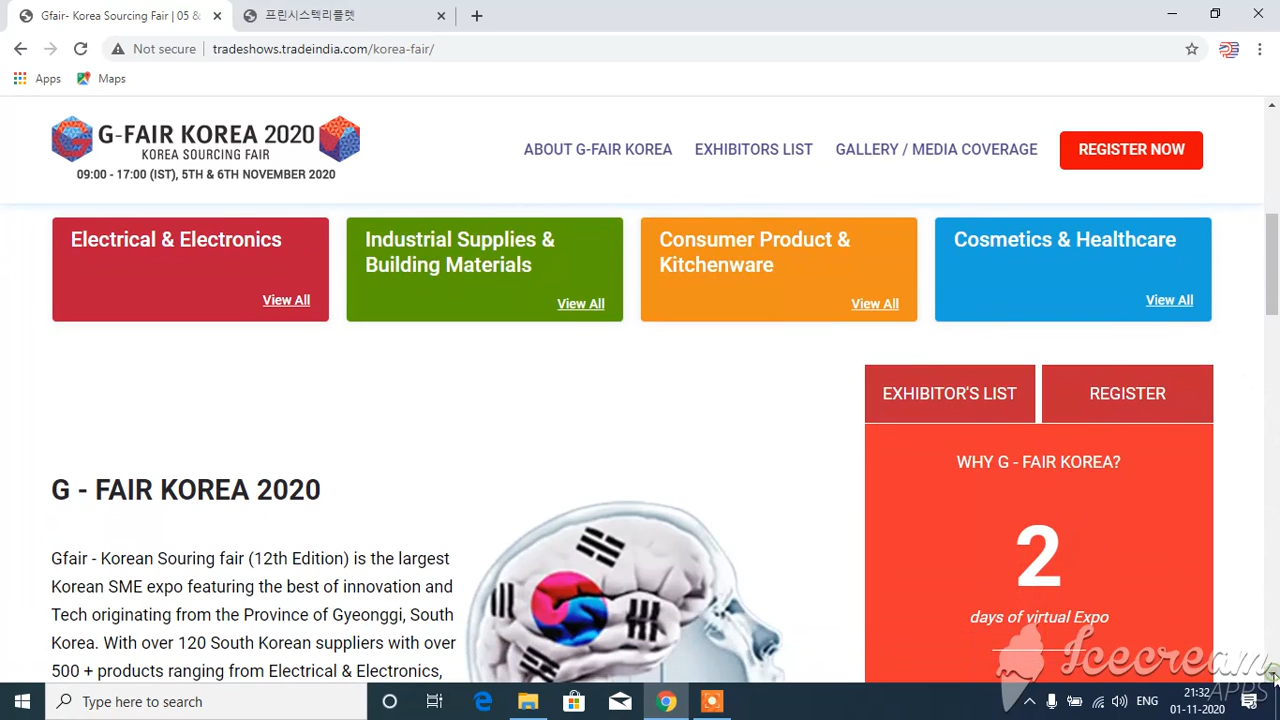 Gfair- Korea Sourcing Fair | 05 &
프린시스텍리플렛
Not secure
tradeshows.tradeindia.com/korea-fair/
Apps
Maps
G-FAIR KOREA 2020
KOREA SOURCING FAIR
09:00 - 17:00 (IST), 5TH & 6TH NOVEMBER 2020
ABOUT G-FAIR KOREA
EXHIBITORS LIST
GALLERY / MEDIA COVERAGE
REGISTER NOW
Electrical & Electronics
View All
Industrial Supplies &
Building Materials
View All
Consumer Product &
Kitchenware
View All
Cosmetics & Healthcare
View All
EXHIBITOR'S LIST
REGISTER
WHY G - FAIR KOREA?
2
days of virtual Expo
G - FAIR KOREA 2020
Gfair - Korean Souring fair (12th Edition) is the largest
Korean SME expo featuring the best of innovation and
Tech originating from the Province of Gyeonggi, South
Korea. With over 120 South Korean suppliers with over
500 + products ranging from Electrical & Electronics,
Icecream
APPS
Type here to search
ENG
21:32
01-11-2020